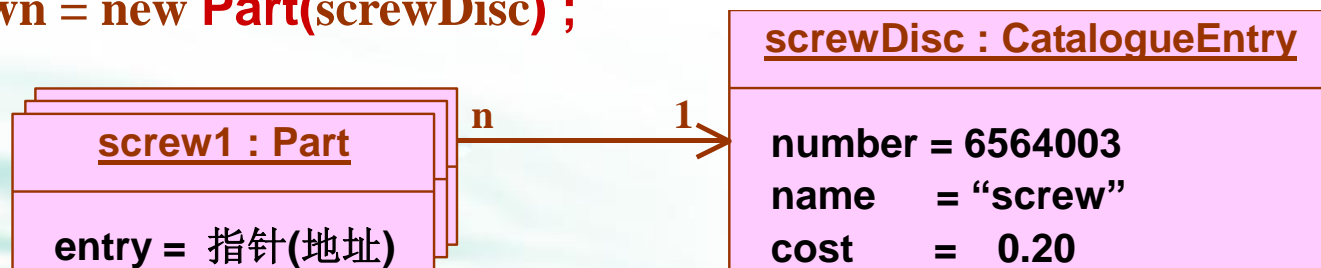 wn = new Part(screwDisc) ;
screwDisc : CatalogueEntry
n 1
screw1 : Part
number = 6564003
name = “screw”
entry = 指针(地址)
cost = 0.20